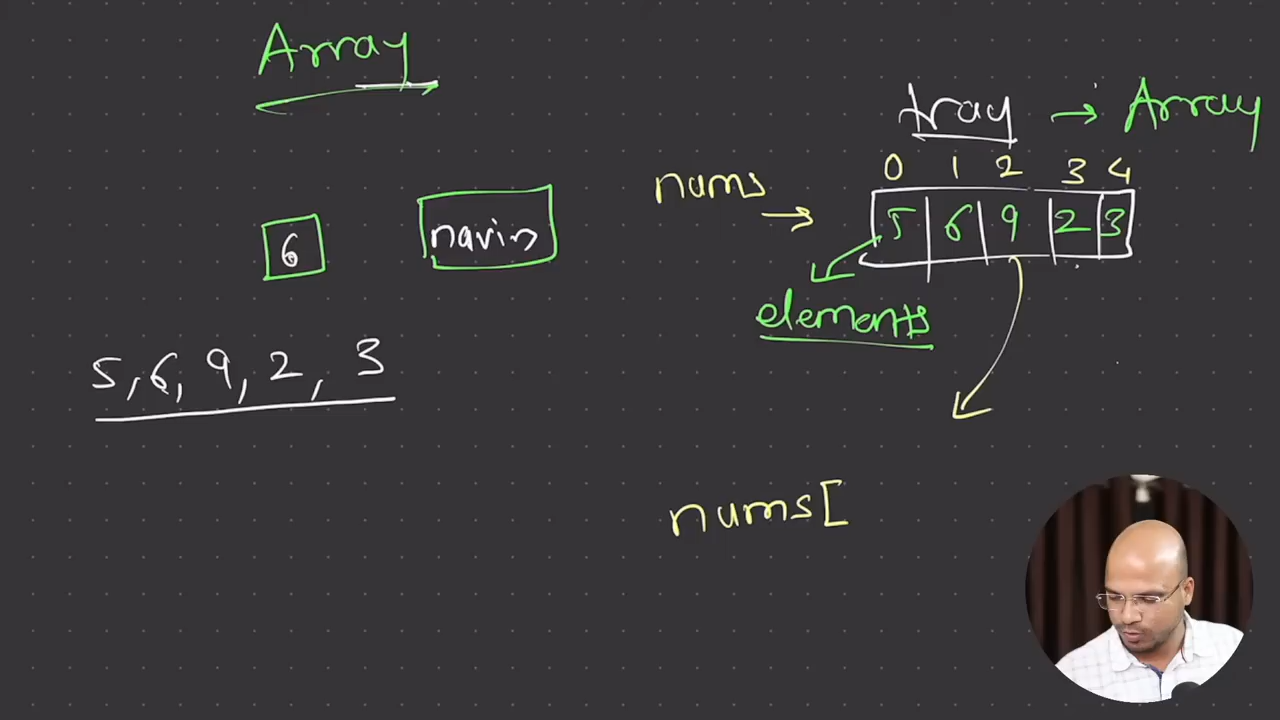 Array
tray → Array
0 1 2 3 4
nums →
5 6 9 2 3
6
navin
elements
5, 6, 9, 2, 3
nums[